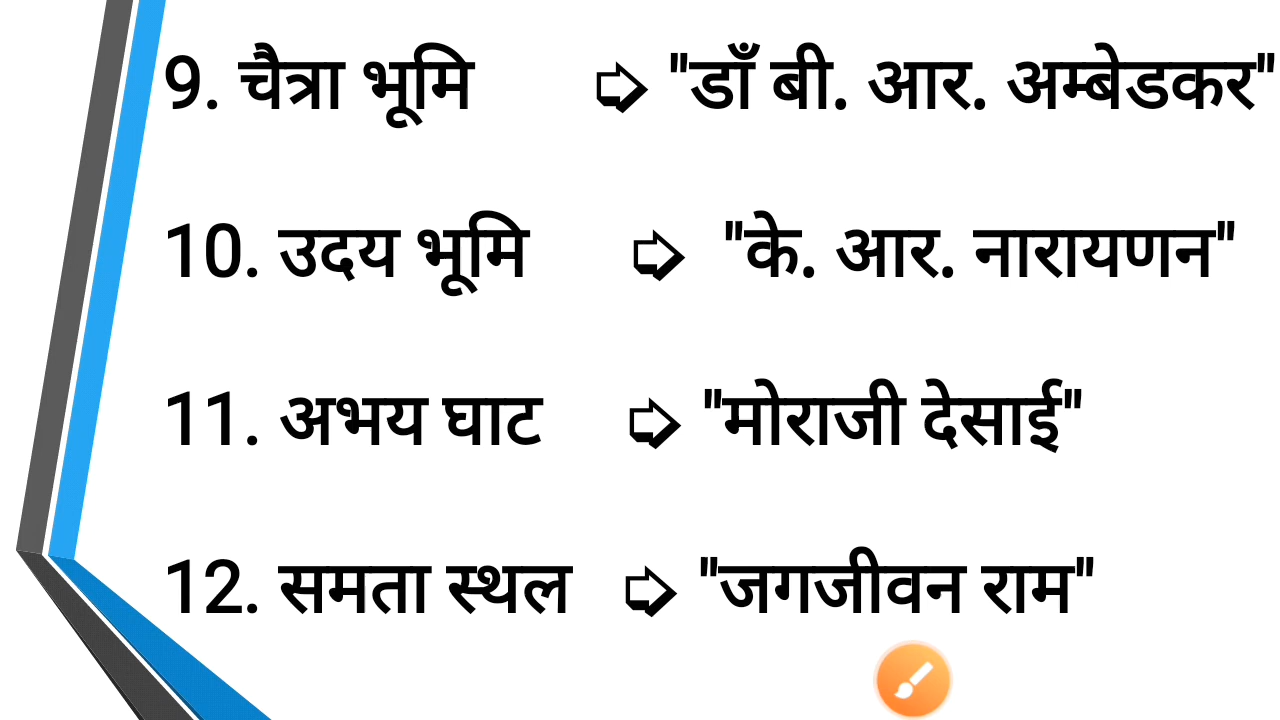 9. चैत्रा भूमि ➩ "डाँ बी. आर. अम्बेडकर"
10. उदय भूमि ➩ "के. आर. नारायणन"
11. अभय घाट ➩ "मोराजी देसाई"
12. समता स्थल ➩ "जगजीवन राम"